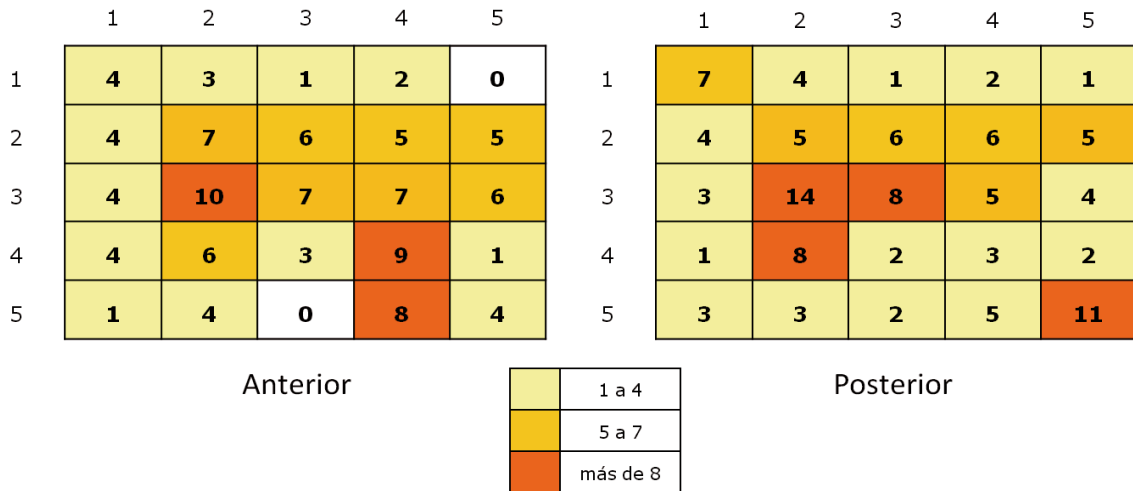 1 2 3 4 5 1 2 3 4 5
1 4 3 1 2 0 1 7 4 1 2 1
2 4 7 6 5 5 2 4 5 6 6 5
3 4 10 7 7 6 3 3 14 8 5 4
4 4 6 3 9 1 4 1 8 2 3 2
5 1 4 0 8 4 5 3 3 2 5 11
Anterior Posterior
1 a 4
5 a 7
más de 8